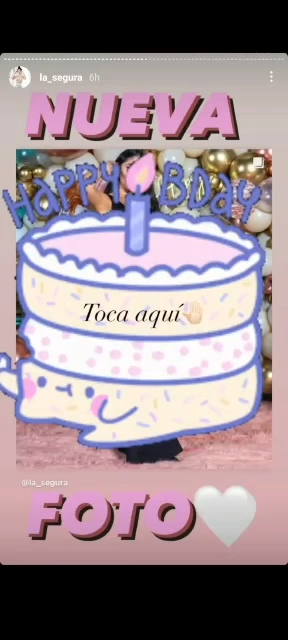 la_segura 6h
NUEVA
HAPPY BDAY
Toca aquí
@la_segura
FOTO